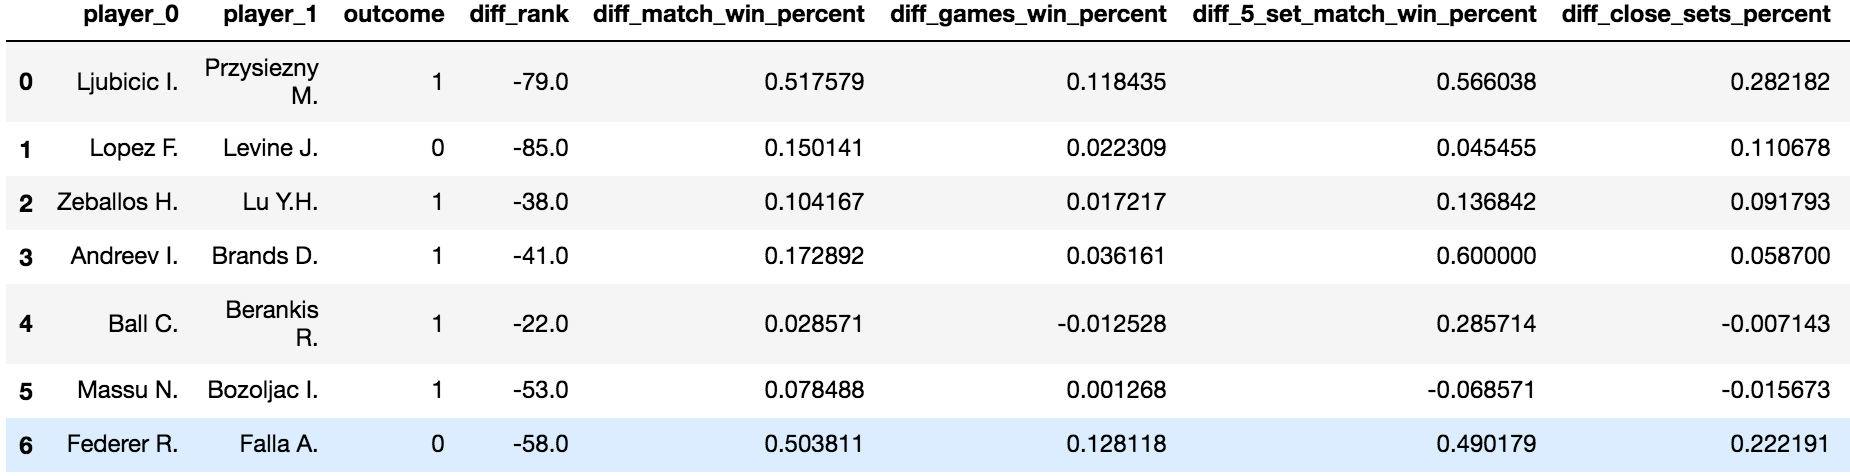 player_0 player_1 outcome diff_rank diff_match_win_percent diff_games_win_percent diff_5_set_match_win_percent diff_close_sets_percent
0 Ljubicic I. Przysiezny M. 1 -79.0 0.517579 0.118435 0.566038 0.282182
1 Lopez F. Levine J. 0 -85.0 0.150141 0.022309 0.045455 0.110678
2 Zeballos H. Lu Y.H. 1 -38.0 0.104167 0.017217 0.136842 0.091793
3 Andreev I. Brands D. 1 -41.0 0.172892 0.036161 0.600000 0.058700
4 Ball C. Berankis R. 1 -22.0 0.028571 -0.012528 0.285714 -0.007143
5 Massu N. Bozoljac I. 1 -53.0 0.078488 0.001268 -0.068571 -0.015673
6 Federer R. Falla A. 0 -58.0 0.503811 0.128118 0.490179 0.222191